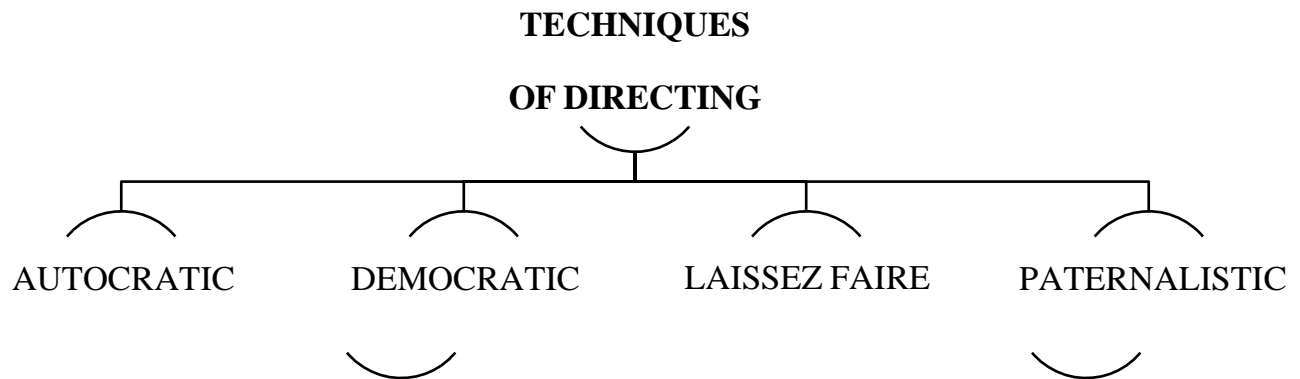 TECHNIQUES
OF DIRECTING
AUTOCRATIC
DEMOCRATIC
LAISSEZ FAIRE
PATERNALISTIC